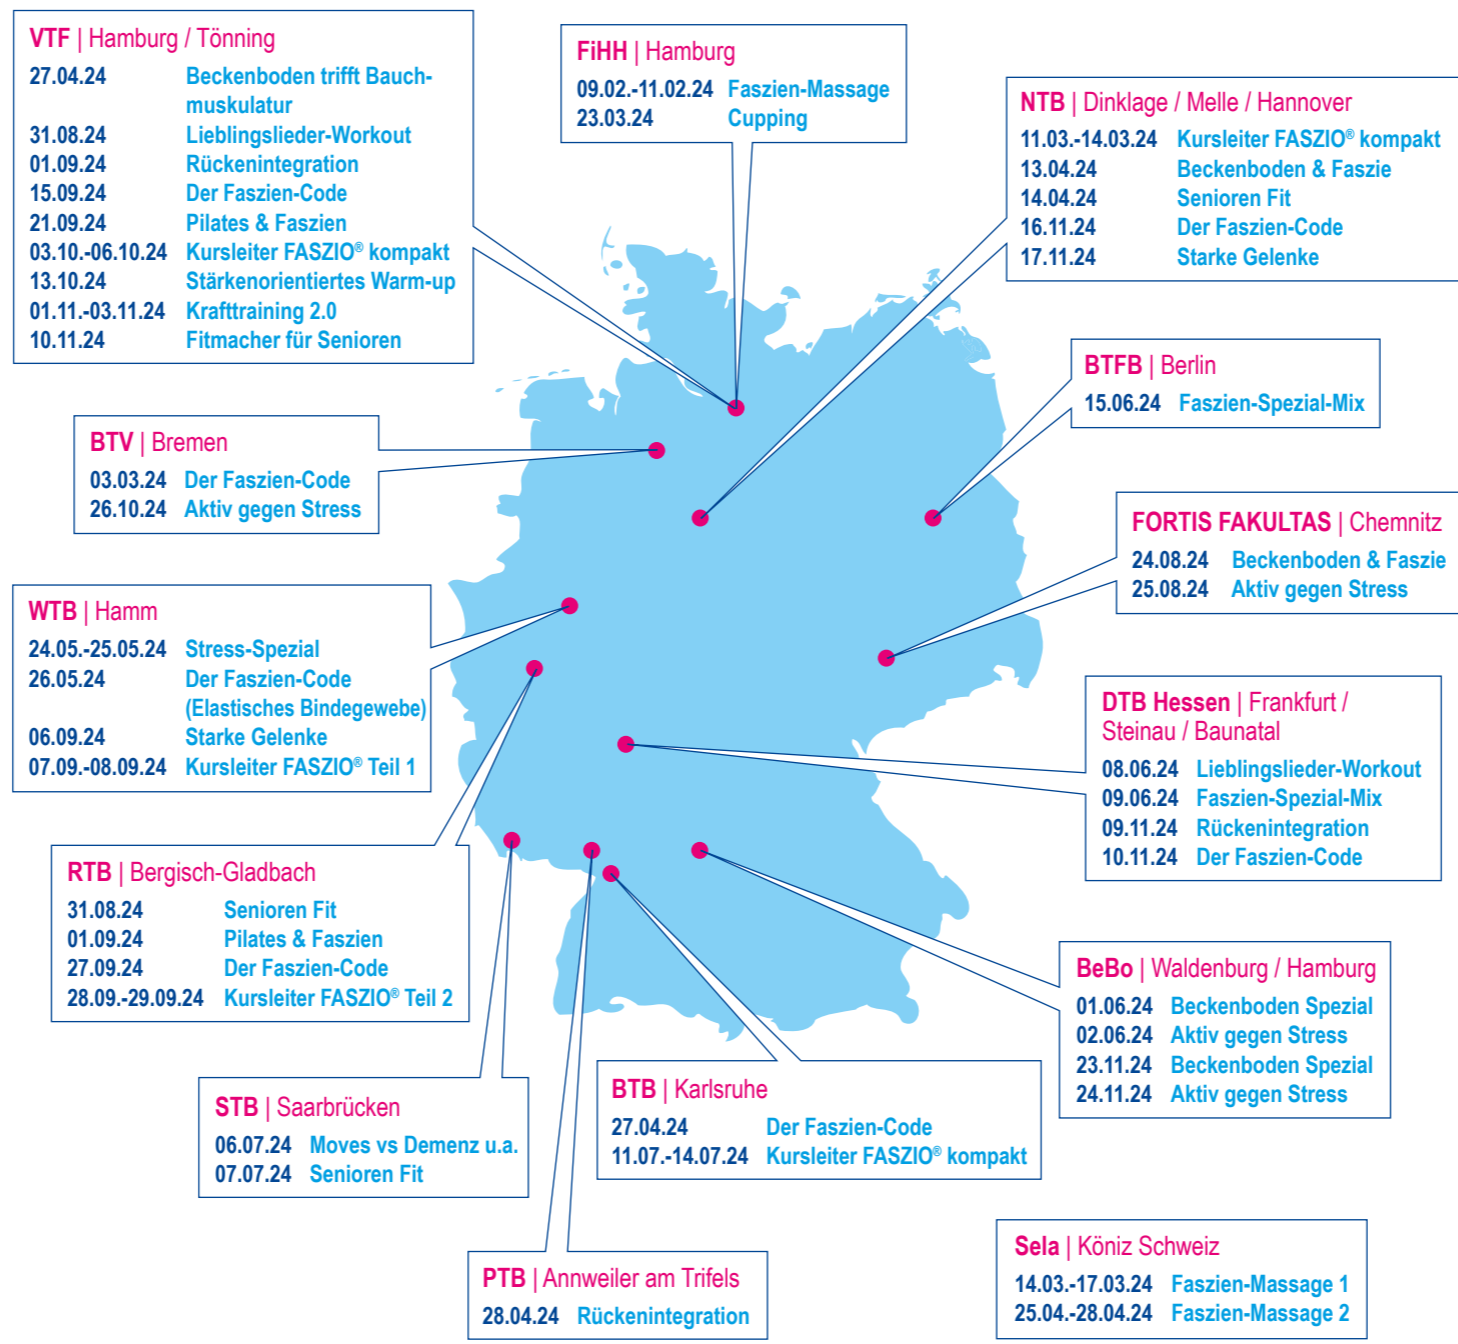 VTF | Hamburg / Tönning
27.04.24 Beckenboden trifft Bauch-
muskulatur
31.08.24 Lieblingslieder-Workout
01.09.24 Rückenintegration
15.09.24 Der Faszien-Code
21.09.24 Pilates & Faszien
03.10.-06.10.24 Kursleiter FASZIO® kompakt
13.10.24 Stärkenorientiertes Warm-up
01.11.-03.11.24 Krafttraining 2.0
10.11.24 Fitmacher für Senioren
FiHH | Hamburg
09.02.-11.02.24 Faszien-Massage
23.03.24 Cupping
NTB | Dinklage / Melle / Hannover
11.03.-14.03.24 Kursleiter FASZIO® kompakt
13.04.24 Beckenboden & Faszie
14.04.24 Senioren Fit
16.11.24 Der Faszien-Code
17.11.24 Starke Gelenke
BTFB | Berlin
15.06.24 Faszien-Spezial-Mix
BTV | Bremen
03.03.24 Der Faszien-Code
26.10.24 Aktiv gegen Stress
FORTIS FAKULTAS | Chemnitz
24.08.24 Beckenboden & Faszie
25.08.24 Aktiv gegen Stress
WTB | Hamm
24.05.-25.05.24 Stress-Spezial
26.05.24 Der Faszien-Code
(Elastisches Bindegewebe)
06.09.24 Starke Gelenke
07.09.-08.09.24 Kursleiter FASZIO® Teil 1
DTB Hessen | Frankfurt /
Steinau / Baunatal
08.06.24 Lieblingslieder-Workout
09.06.24 Faszien-Spezial-Mix
09.11.24 Rückenintegration
10.11.24 Der Faszien-Code
RTB | Bergisch-Gladbach
31.08.24 Senioren Fit
01.09.24 Pilates & Faszien
27.09.24 Der Faszien-Code
28.09.-29.09.24 Kursleiter FASZIO® Teil 2
BeBo | Waldenburg / Hamburg
01.06.24 Beckenboden Spezial
02.06.24 Aktiv gegen Stress
23.11.24 Beckenboden Spezial
24.11.24 Aktiv gegen Stress
STB | Saarbrücken
06.07.24 Moves vs Demenz u.a.
07.07.24 Senioren Fit
BTB | Karlsruhe
27.04.24 Der Faszien-Code
11.07.-14.07.24 Kursleiter FASZIO® kompakt
PTB | Annweiler am Trifels
28.04.24 Rückenintegration
Sela | Köniz Schweiz
14.03.-17.03.24 Faszien-Massage 1
25.04.-28.04.24 Faszien-Massage 2